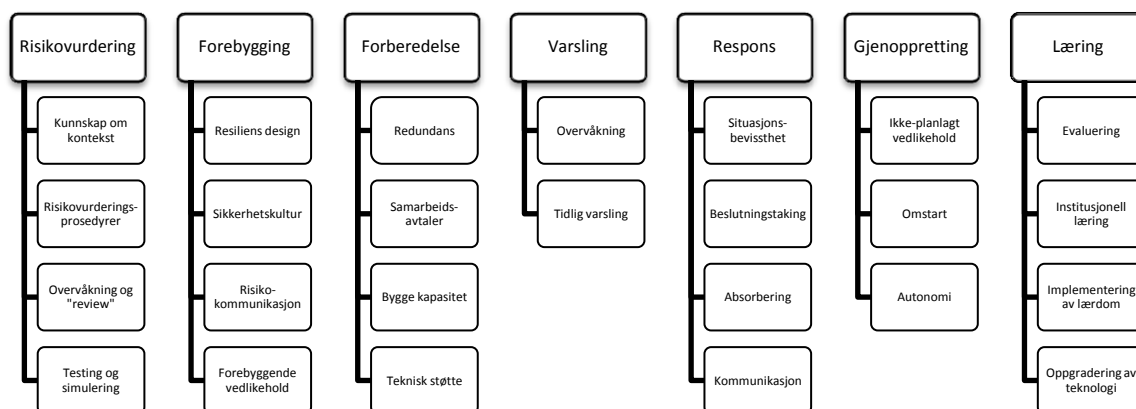 Risikovurdering
Kunnskap om
kontekst
Risikovurderings-
prosedyrer
Overvåkning og
"review"
Testing og
simulering
Forebygging
Resiliens design
Sikkerhetskultur
Risiko-
kommunikasjon
Forebyggende
vedlikehold
Forberedelse
Redundans
Samarbeids-
avtaler
Bygge kapasitet
Teknisk støtte
Varsling
Overvåkning
Tidlig varsling
Respons
Situasjons-
bevissthet
Beslutningstaking
Absorbering
Kommunikasjon
Gjenoppretting
Ikke-planlagt
vedlikehold
Omstart
Autonomi
Læring
Evaluering
Institusjonell
læring
Implementering
av lærdom
Oppgradering av
teknologi